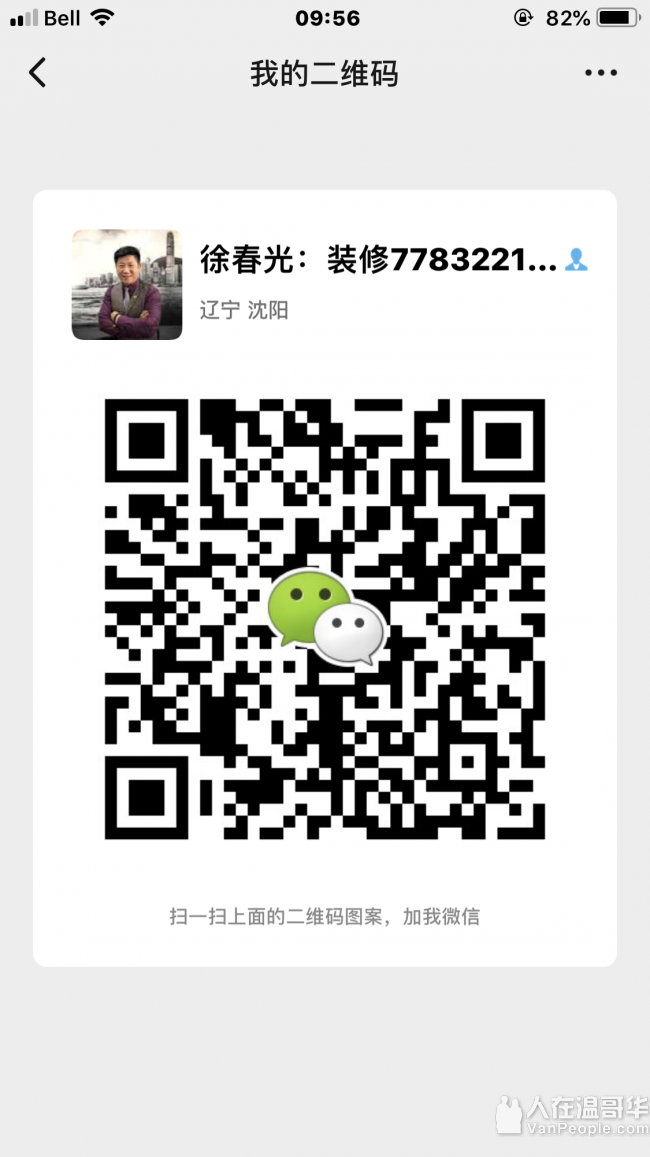 Bell 09:56 82%
我的二维码
徐春光：装修7783221...
辽宁 沈阳
扫一扫上面的二维码图案，加我微信
人在温哥华
VanPeople.com